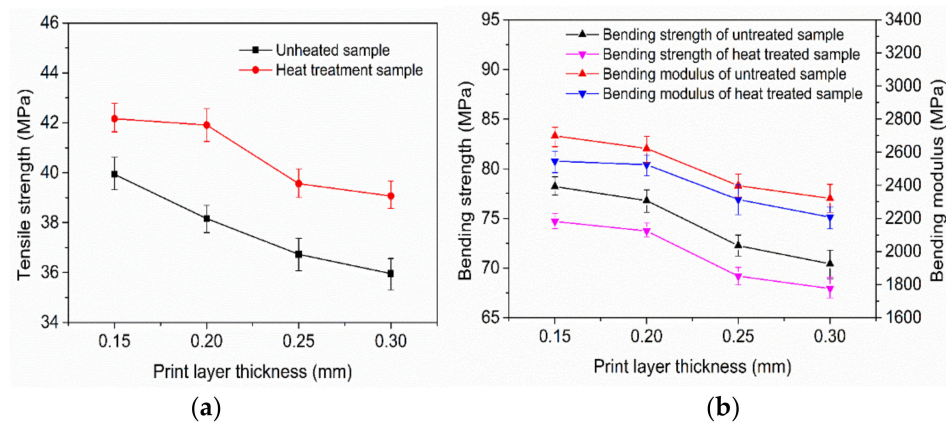 46
44
42
40
38
36
34
Tensile strength (MPa)
Unheated sample
Heat treatment sample
0.15 0.20 0.25 0.30
Print layer thickness (mm)
(a)
95
90
85
80
75
70
65
Bending strength (MPa)
Bending strength of untreated sample
Bending strength of heat treated sample
Bending modulus of untreated sample
Bending modulus of heat treated sample
3400
3200
3000
2800
2600
2400
2200
2000
1800
1600
Bending modulus (MPa)
0.15 0.20 0.25 0.30
Print layer thickness (mm)
(b)